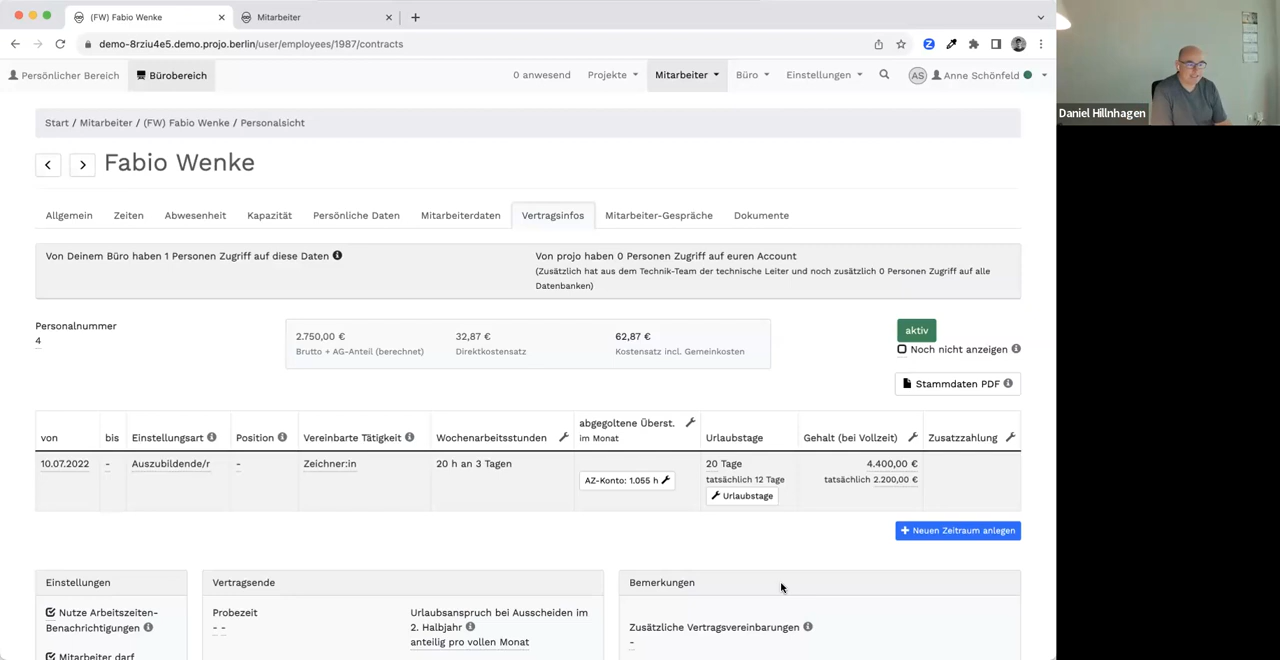 (FW) Fabio Wenke
Mitarbeiter
demo-8rziu4e5.demo.projo.berlin/user/employees/1987/contracts
Persönlicher Bereich
Bürobereich
0 anwesend
Projekte
Mitarbeiter
Büro
Einstellungen
AS
Anne Schönfeld
Daniel Hillnhagen
Start / Mitarbeiter / (FW) Fabio Wenke / Personalsicht
Fabio Wenke
Allgemein
Zeiten
Abwesenheit
Kapazität
Persönliche Daten
Mitarbeiterdaten
Vertragsinfos
Mitarbeiter-Gespräche
Dokumente
Von Deinem Büro haben 1 Personen Zugriff auf diese Daten
Von projo haben 0 Personen Zugriff auf euren Account
(Zusätzlich hat aus dem Technik-Team der technische Leiter und noch zusätzlich 0 Personen Zugriff auf alle
Datenbanken)
Personalnummer
4
2.750,00 €
Brutto + AG-Anteil (berechnet)
32,87 €
Direktkostensatz
62,87 €
Kostensatz incl. Gemeinkosten
aktiv
Noch nicht anzeigen
Stammdaten PDF
von
bis
Einstellungsart
Position
Vereinbarte Tätigkeit
Wochenarbeitsstunden
abgegoltene Überst.
im Monat
Urlaubstage
Gehalt (bei Vollzeit)
Zusatzzahlung
10.07.2022
-
Auszubildende/r
-
Zeichner:in
20 h an 3 Tagen
AZ-Konto: 1.055 h
20 Tage
tatsächlich 12 Tage
Urlaubstage
4.400,00 €
tatsächlich 2.200,00 €
+ Neuen Zeitraum anlegen
Einstellungen
Nutze Arbeitszeiten-
Benachrichtigungen
Mitarbeiter darf
Vertragsende
Probezeit
- -
Urlaubsanspruch bei Ausscheiden im
2. Halbjahr
anteilig pro vollen Monat
Bemerkungen
Zusätzliche Vertragsvereinbarungen
-